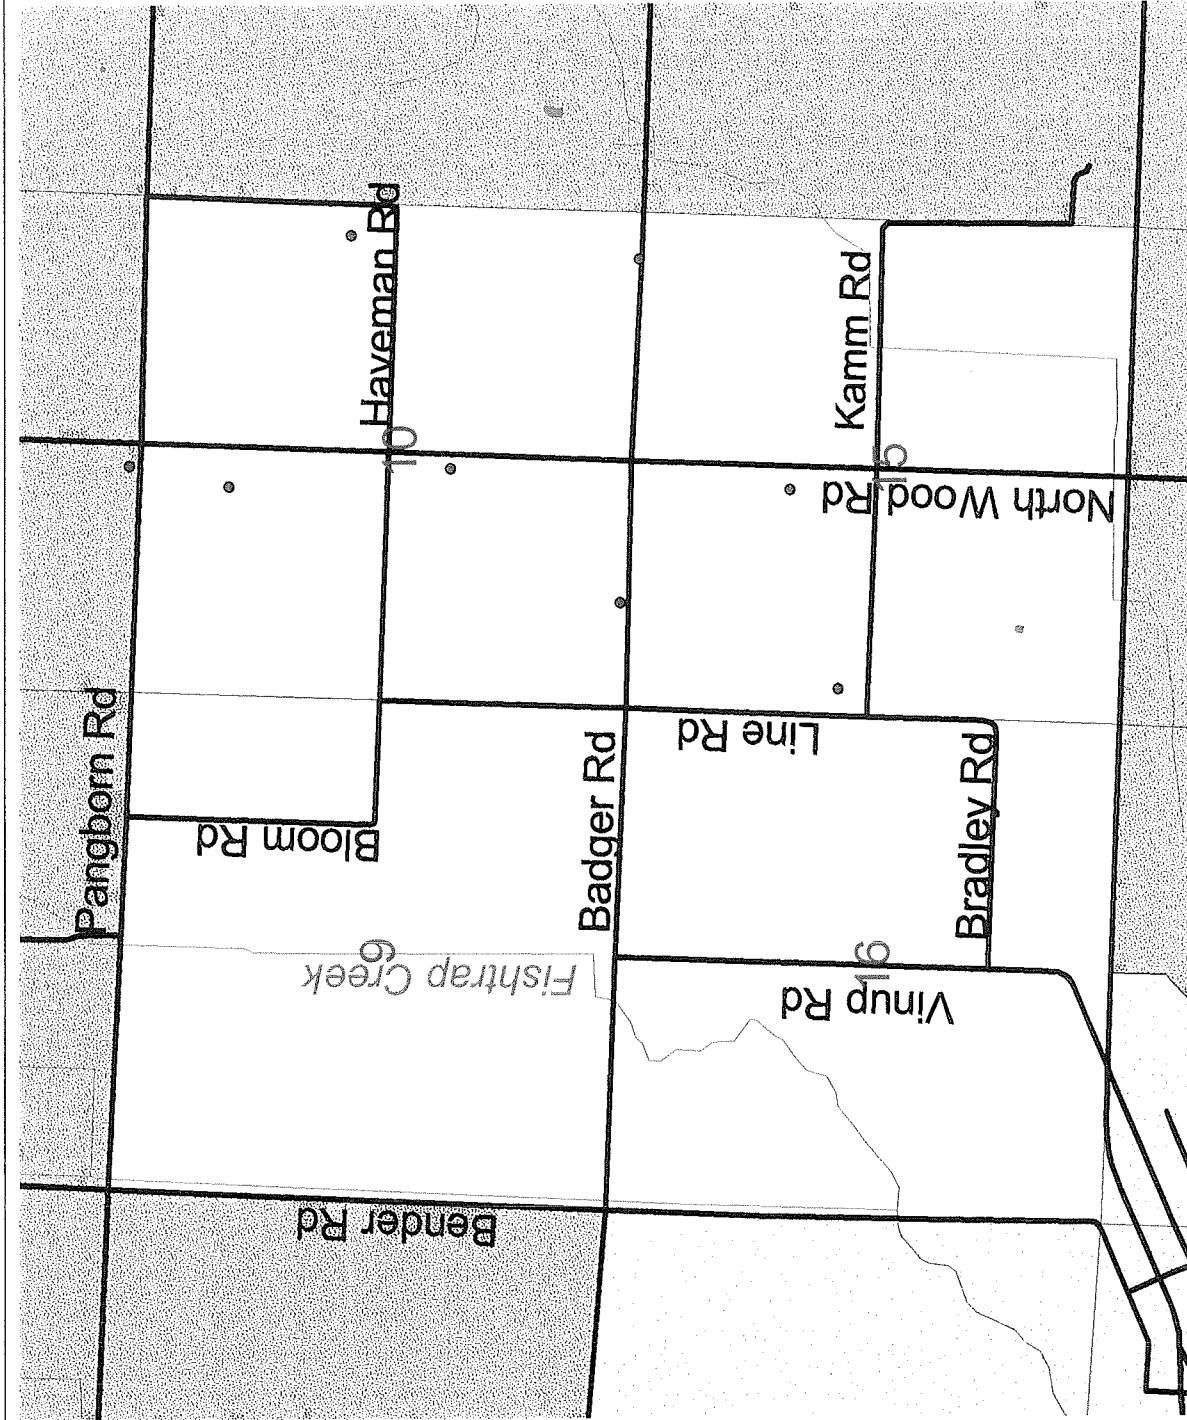 Pangborn Rd
Haveman Rd
Bloom Rd
10
Badger Rd
Kamm Rd
15
North Wood Rd
Line Rd
Bradley Rd
Fishtrap Creek
Vinup Rd
16
Bender Rd